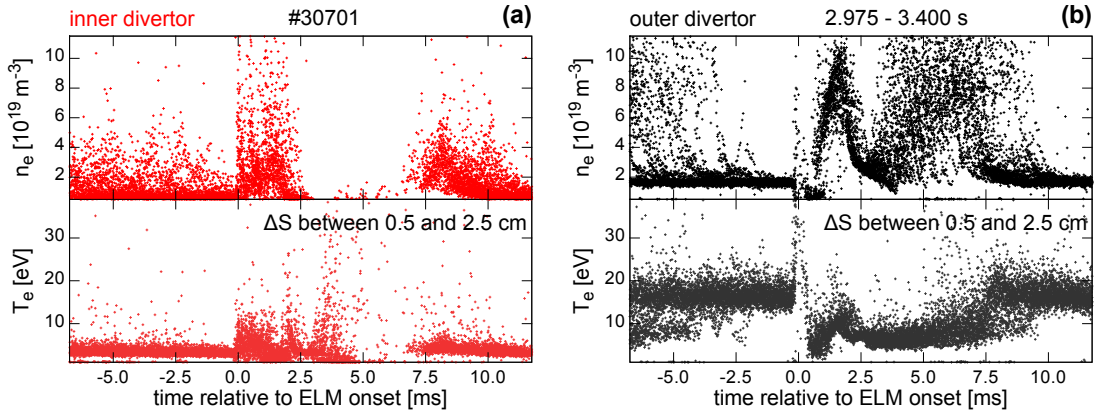 inner divertor #30701 (a)
n_e [10^19 m^-3]
10
8
6
4
2
ΔS between 0.5 and 2.5 cm
T_e [eV]
30
20
10
-5.0 -2.5 0.0 2.5 5.0 7.5 10.0
time relative to ELM onset [ms]
outer divertor 2.975 - 3.400 s (b)
n_e [10^19 m^-3]
10
8
6
4
2
ΔS between 0.5 and 2.5 cm
T_e [eV]
30
20
10
-5.0 -2.5 0.0 2.5 5.0 7.5 10.0
time relative to ELM onset [ms]